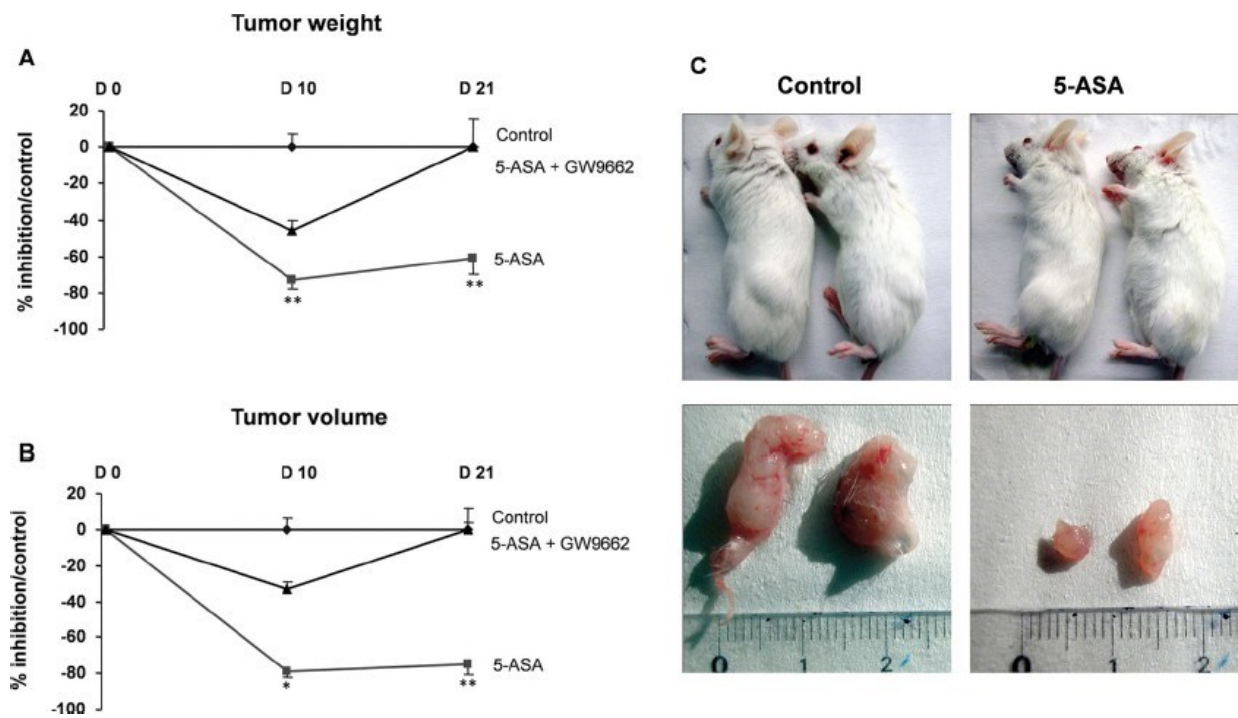 Tumor weight
A
D 0 D 10 D 21
20
0
-20
-40
-60
-80
-100
% inhibition/control
Control
5-ASA + GW9662
5-ASA
**
**
Tumor volume
B
D 0 D 10 D 21
20
0
-20
-40
-60
-80
-100
% inhibition/control
Control
5-ASA + GW9662
5-ASA
*
**
C
Control 5-ASA
0 1 2
0 1 2